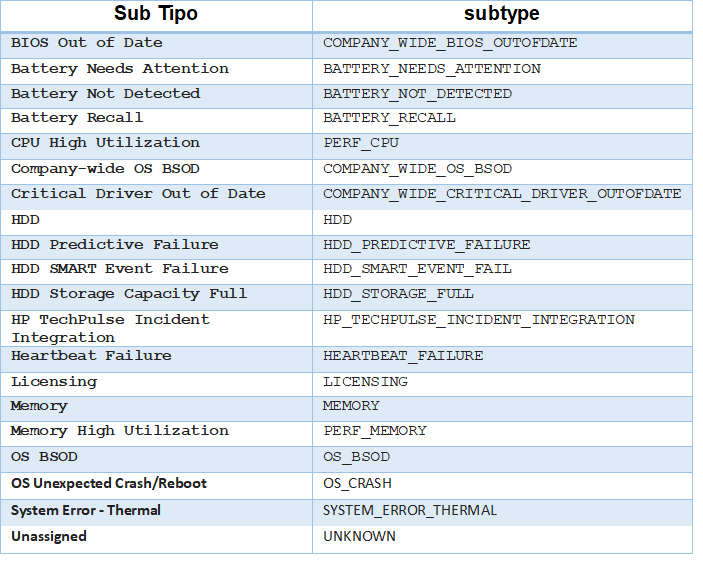 Sub Tipo subtype
BIOS Out of Date COMPANY_WIDE_BIOS_OUTOFDATE
Battery Needs Attention BATTERY_NEEDS_ATTENTION
Battery Not Detected BATTERY_NOT_DETECTED
Battery Recall BATTERY_RECALL
CPU High Utilization PERF_CPU
Company-wide OS BSOD COMPANY_WIDE_OS_BSOD
Critical Driver Out of Date COMPANY_WIDE_CRITICAL_DRIVER_OUTOFDATE
HDD HDD
HDD Predictive Failure HDD_PREDICTIVE_FAILURE
HDD SMART Event Failure HDD_SMART_EVENT_FAIL
HDD Storage Capacity Full HDD_STORAGE_FULL
HP TechPulse Incident HP_TECHPULSE_INCIDENT_INTEGRATION
Integration
Heartbeat Failure HEARTBEAT_FAILURE
Licensing LICENSING
Memory MEMORY
Memory High Utilization PERF_MEMORY
OS BSOD OS_BSOD
OS Unexpected Crash/Reboot OS_CRASH
System Error - Thermal SYSTEM_ERROR_THERMAL
Unassigned UNKNOWN